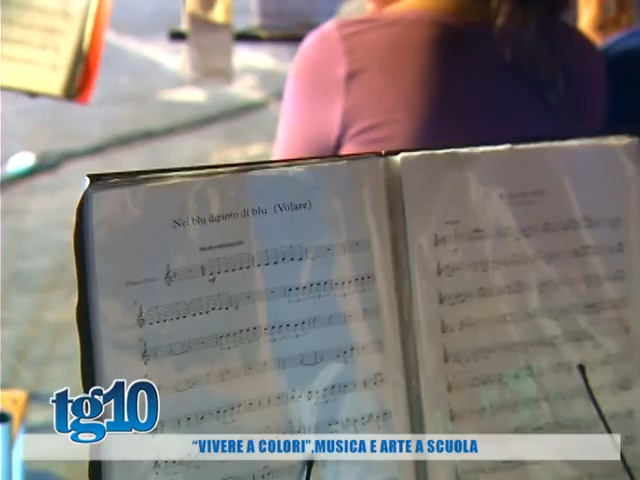 Nel blu dipinto di blu (Volare)
tg10
"VIVERE A COLORI",MUSICA E ARTE A SCUOLA